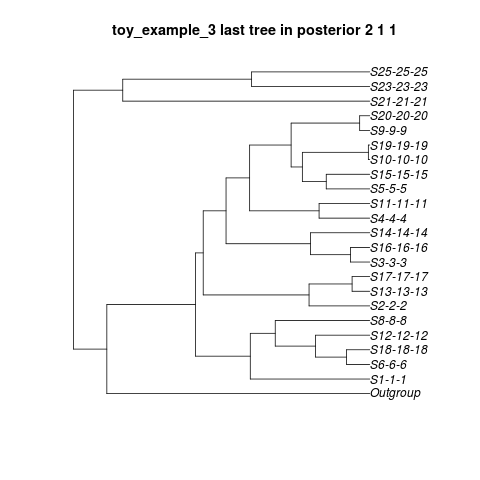 toy_example_3 last tree in posterior 2 1 1
S25-25-25
S23-23-23
S21-21-21
S20-20-20
S9-9-9
S19-19-19
S10-10-10
S15-15-15
S5-5-5
S11-11-11
S4-4-4
S14-14-14
S16-16-16
S3-3-3
S17-17-17
S13-13-13
S2-2-2
S8-8-8
S12-12-12
S18-18-18
S6-6-6
S1-1-1
Outgroup